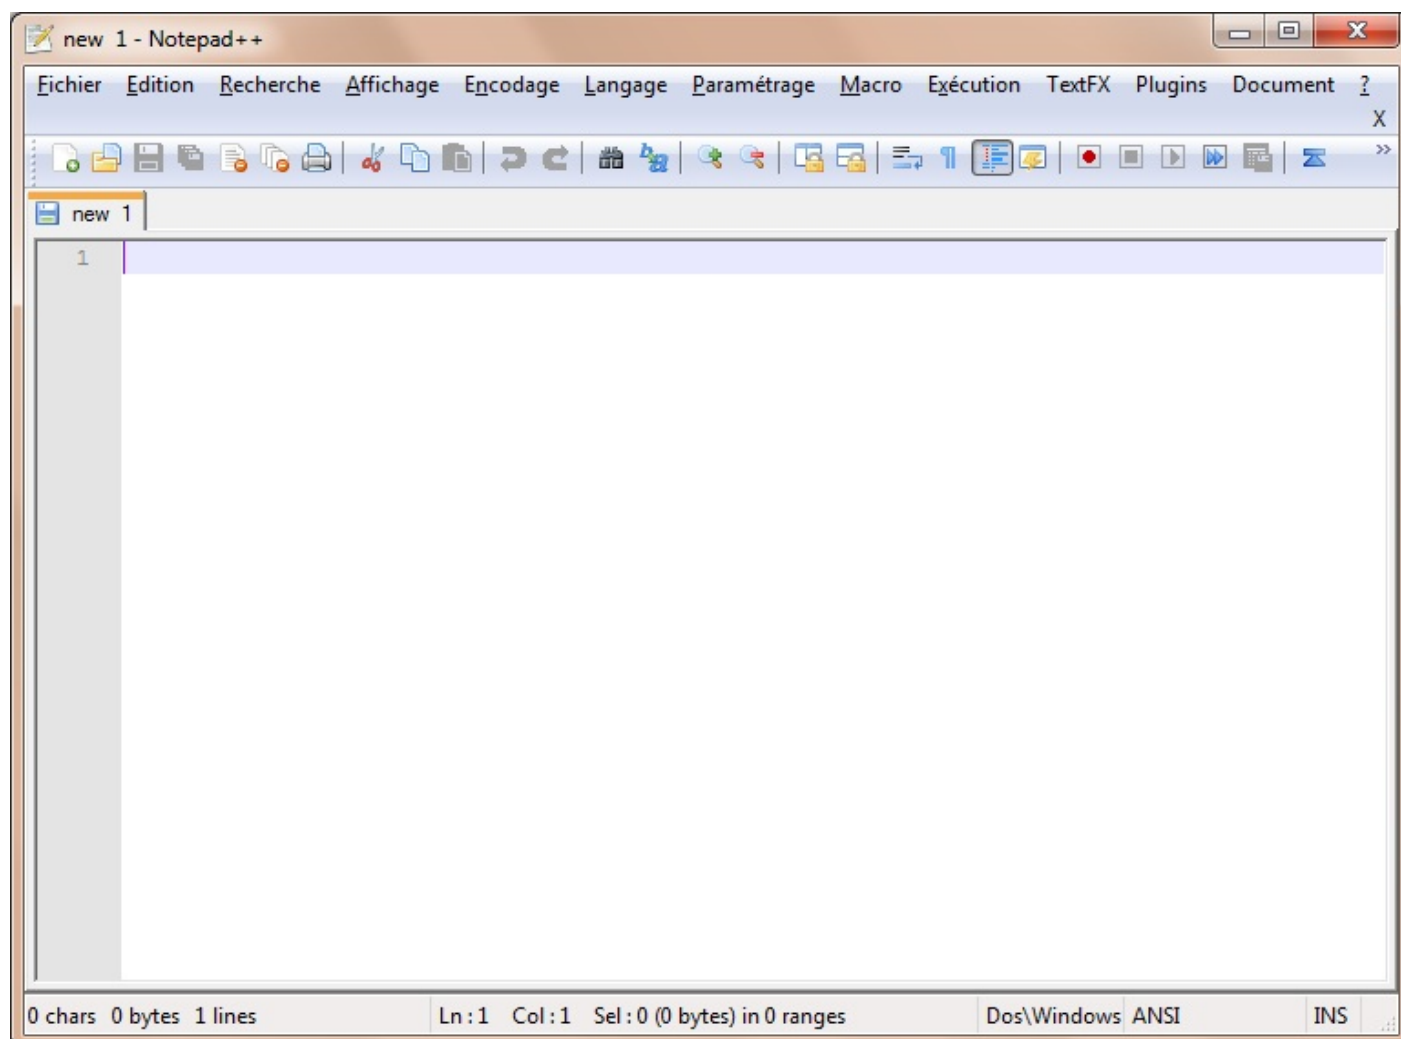 new 1 - Notepad++
Fichier Edition Recherche Affichage Encodage Langage Paramétrage Macro Exécution TextFX Plugins Document ?
X
new 1
1
0 chars 0 bytes 1 lines Ln : 1 Col : 1 Sel : 0 (0 bytes) in 0 ranges Dos\Windows ANSI INS